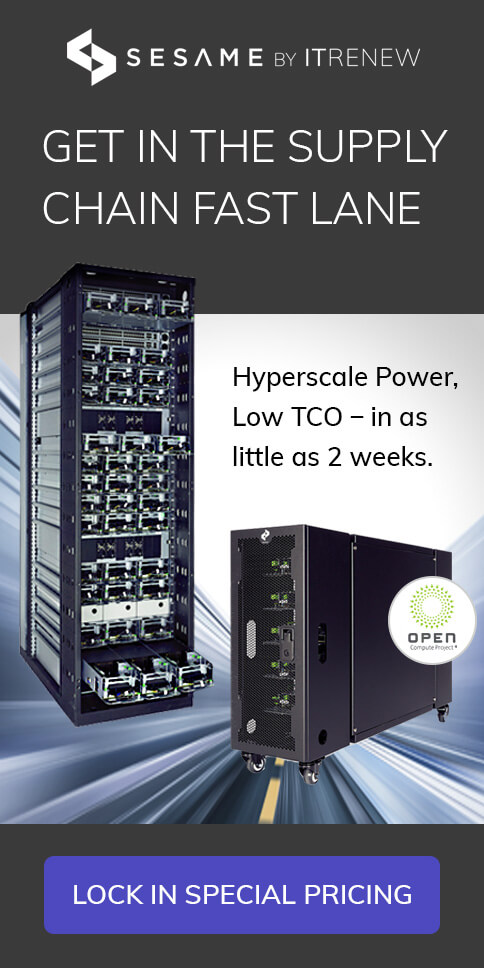 SESAME BY ITRENEW
GET IN THE SUPPLY
CHAIN FAST LANE
Hyperscale Power,
Low TCO – in as
little as 2 weeks.
OPEN
Compute Project®
LOCK IN SPECIAL PRICING